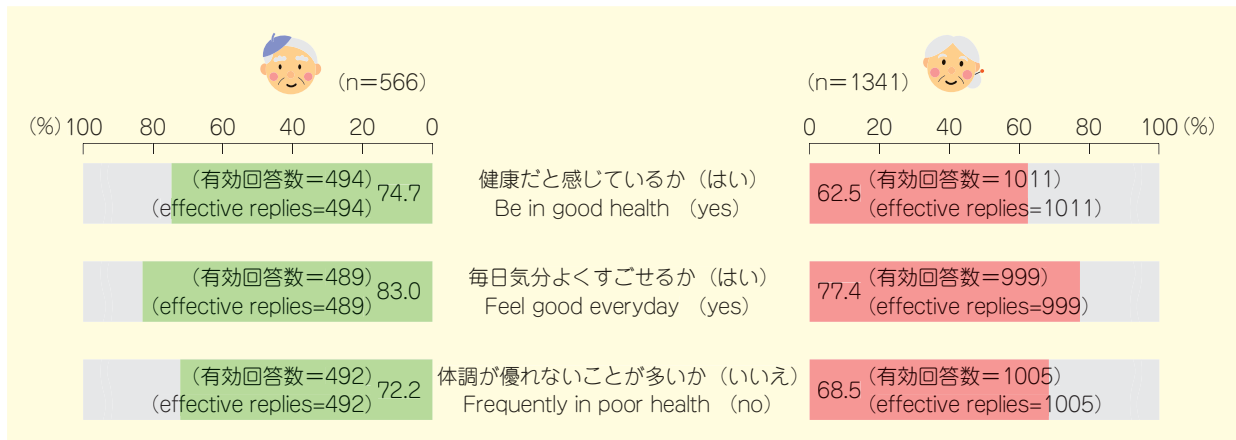 (n=566)
(n=1341)
(%) 100 80 60 40 20 0
0 20 40 60 80 100 (%)
(有効回答数=494)
(effective replies=494)
74.7
健康だと感じているか（はい）
Be in good health （yes）
62.5
(有効回答数=1011)
(effective replies=1011)
(有効回答数=489)
(effective replies=489)
83.0
毎日気分よくすごせるか（はい）
Feel good everyday （yes）
77.4
(有効回答数=999)
(effective replies=999)
(有効回答数=492)
(effective replies=492)
72.2
体調が優れないことが多いか（いいえ）
Frequently in poor health （no）
68.5
(有効回答数=1005)
(effective replies=1005)